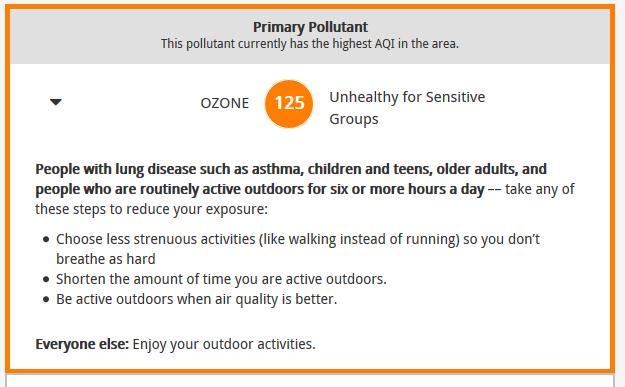 Primary Pollutant
This pollutant currently has the highest AQI in the area.
OZONE
125
Unhealthy for Sensitive
Groups
People with lung disease such as asthma, children and teens, older adults, and
people who are routinely active outdoors for six or more hours a day –– take any of
these steps to reduce your exposure:
• Choose less strenuous activities (like walking instead of running) so you don’t
breathe as hard
• Shorten the amount of time you are active outdoors.
• Be active outdoors when air quality is better.
Everyone else: Enjoy your outdoor activities.